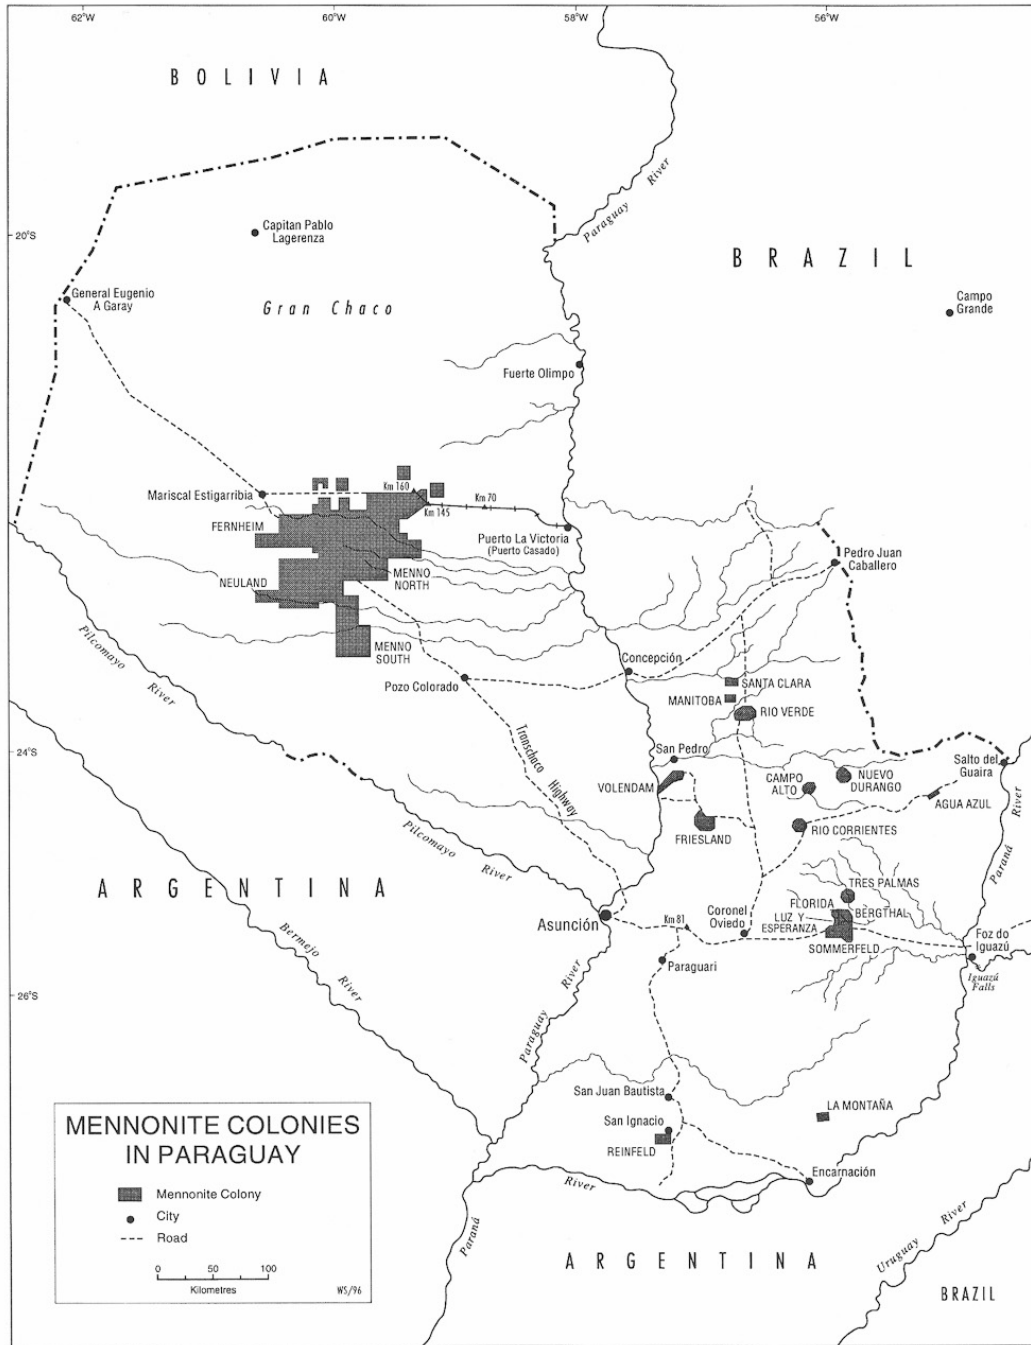 62°W
60°W
58°W
56°W
BOLIVIA
Paraguay River
20°S
Capitan Pablo
Lagerenza
BRAZIL
General Eugenio
A Garay
Gran Chaco
Campo
Grande
Fuerte Olimpo
Mariscal Estigarribia
Km 160
Km 145
Km 70
FERNHEIM
Puerto La Victoria
(Puerto Casado)
Pedro Juan
Caballero
NEULAND
MENNO
NORTH
Pilcomayo River
MENNO
SOUTH
Concepción
Pozo Colorado
SANTA CLARA
MANITOBA
RIO VERDE
Transchaco Highway
24°S
San Pedro
Salto del
Guaira
VOLENDAM
CAMPO
ALTO
NUEVO
DURANGO
AGUA AZUL
FRIESLAND
RIO CORRIENTES
Paraná River
Pilcomayo River
ARGENTINA
TRES PALMAS
FLORIDA
BERGTHAL
LUZ Y
ESPERANZA
SOMMERFELD
Asunción
Km 81
Coronel
Oviedo
Foz do
Iguazú
Iguazú
Falls
Bermejo River
Paraguari
26°S
Paraguay River
San Juan Bautista
LA MONTAÑA
San Ignacio
REINFELD
Encarnación
Paraná River
ARGENTINA
Uruguay River
BRAZIL
MENNONITE COLONIES
IN PARAGUAY
Mennonite Colony
City
Road
0 50 100
Kilometres
WS/96